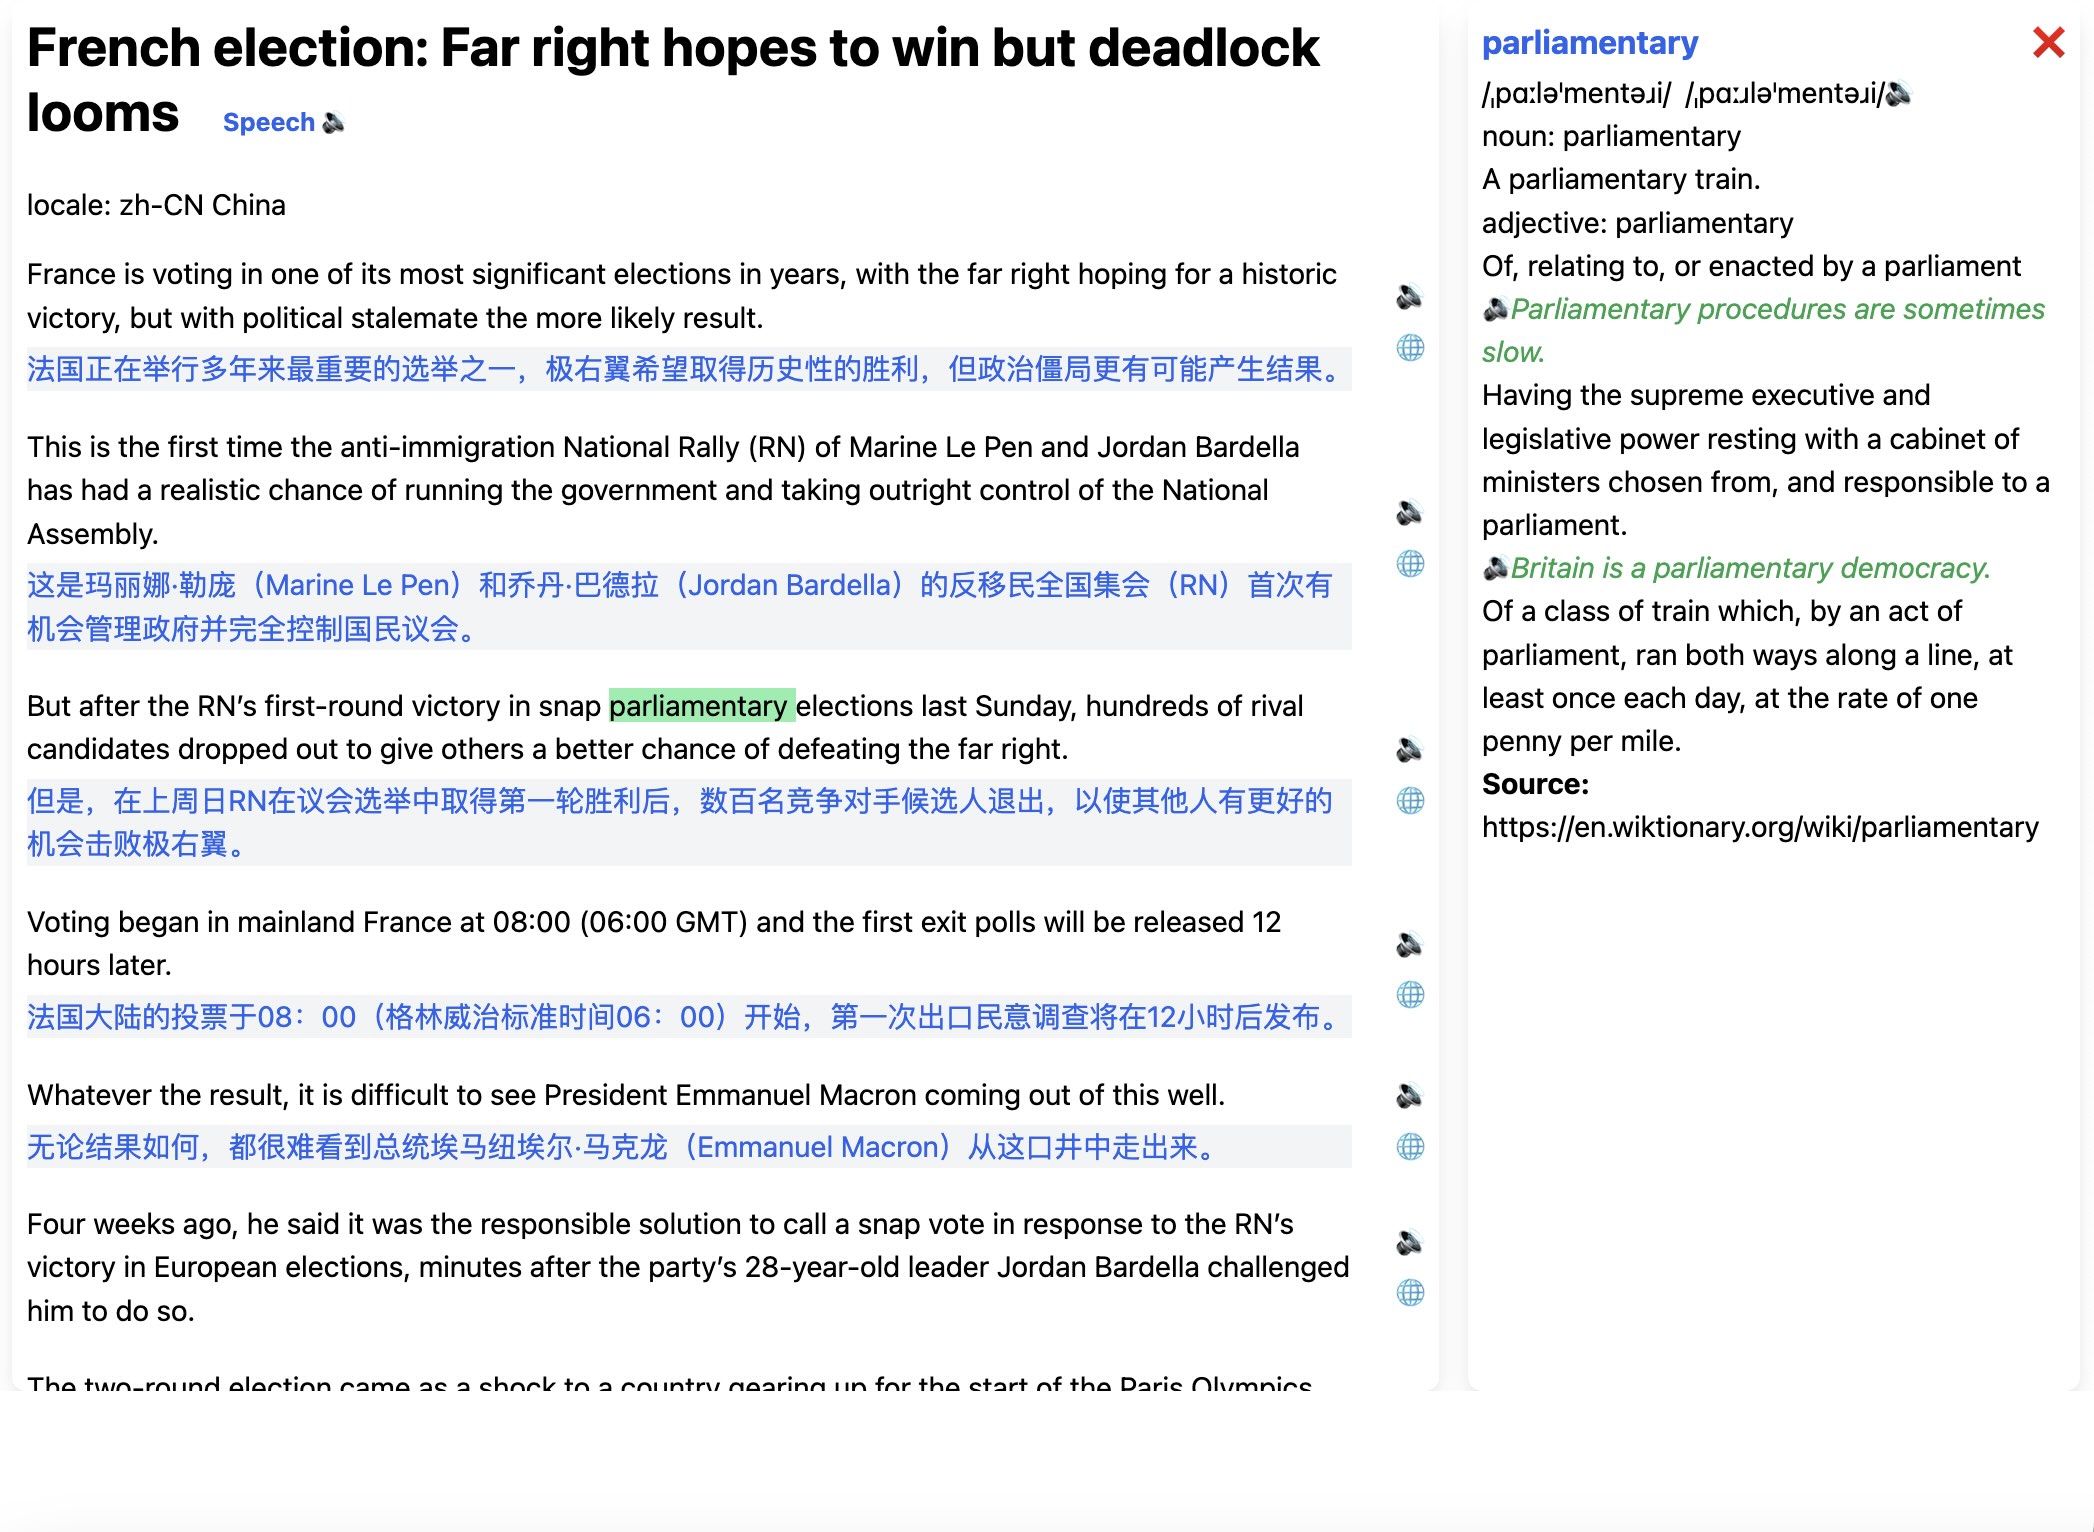 French election: Far right hopes to win but deadlock
looms Speech
locale: zh-CN China
France is voting in one of its most significant elections in years, with the far right hoping for a historic
victory, but with political stalemate the more likely result.
法国正在举行多年来最重要的选举之一，极右翼希望取得历史性的胜利，但政治僵局更有可能产生结果。
This is the first time the anti-immigration National Rally (RN) of Marine Le Pen and Jordan Bardella
has had a realistic chance of running the government and taking outright control of the National
Assembly.
这是玛丽娜·勒庞（Marine Le Pen）和乔丹·巴德拉（Jordan Bardella）的反移民全国集会（RN）首次有
机会管理政府并完全控制国民议会。
But after the RN’s first-round victory in snap parliamentary elections last Sunday, hundreds of rival
candidates dropped out to give others a better chance of defeating the far right.
但是，在上周日RN在议会选举中取得第一轮胜利后，数百名竞争对手候选人退出，以使其他人有更好的
机会击败极右翼。
Voting began in mainland France at 08:00 (06:00 GMT) and the first exit polls will be released 12
hours later.
法国大陆的投票于08：00（格林威治标准时间06：00）开始，第一次出口民意调查将在12小时后发布。
Whatever the result, it is difficult to see President Emmanuel Macron coming out of this well.
无论结果如何，都很难看到总统埃马纽埃尔·马克龙（Emmanuel Macron）从这口井中走出来。
Four weeks ago, he said it was the responsible solution to call a snap vote in response to the RN’s
victory in European elections, minutes after the party’s 28-year-old leader Jordan Bardella challenged
him to do so.
The two-round election came as a shock to a country gearing up for the start of the Paris Olympics
parliamentary
/ˌpɑːləˈmentəɹi/ /ˌpɑːɹləˈmentəɹi/
noun: parliamentary
A parliamentary train.
adjective: parliamentary
Of, relating to, or enacted by a parliament
Parliamentary procedures are sometimes
slow.
Having the supreme executive and
legislative power resting with a cabinet of
ministers chosen from, and responsible to a
parliament.
Britain is a parliamentary democracy.
Of a class of train which, by an act of
parliament, ran both ways along a line, at
least once each day, at the rate of one
penny per mile.
Source:
https://en.wiktionary.org/wiki/parliamentary